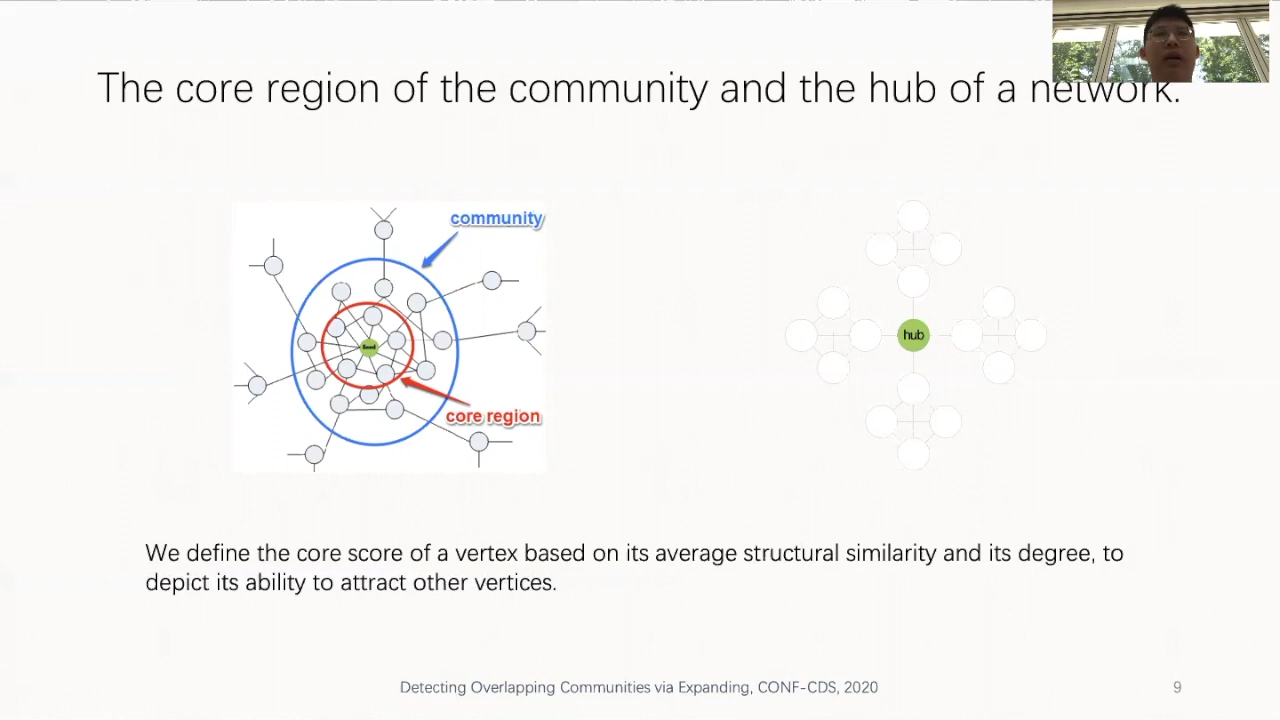 The core region of the community and the hub of a network.
community
Seed
hub
core region
We define the core score of a vertex based on its average structural similarity and its degree, to
depict its ability to attract other vertices.
Detecting Overlapping Communities via Expanding, CONF-CDS, 2020
9